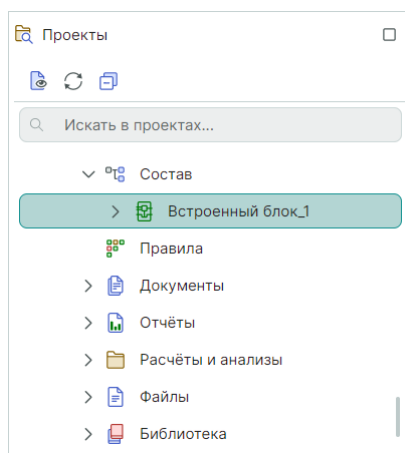 Проекты
Искать в проектах...
Состав
Встроенный блок_1
Правила
Документы
Отчёты
Расчёты и анализы
Файлы
Библиотека